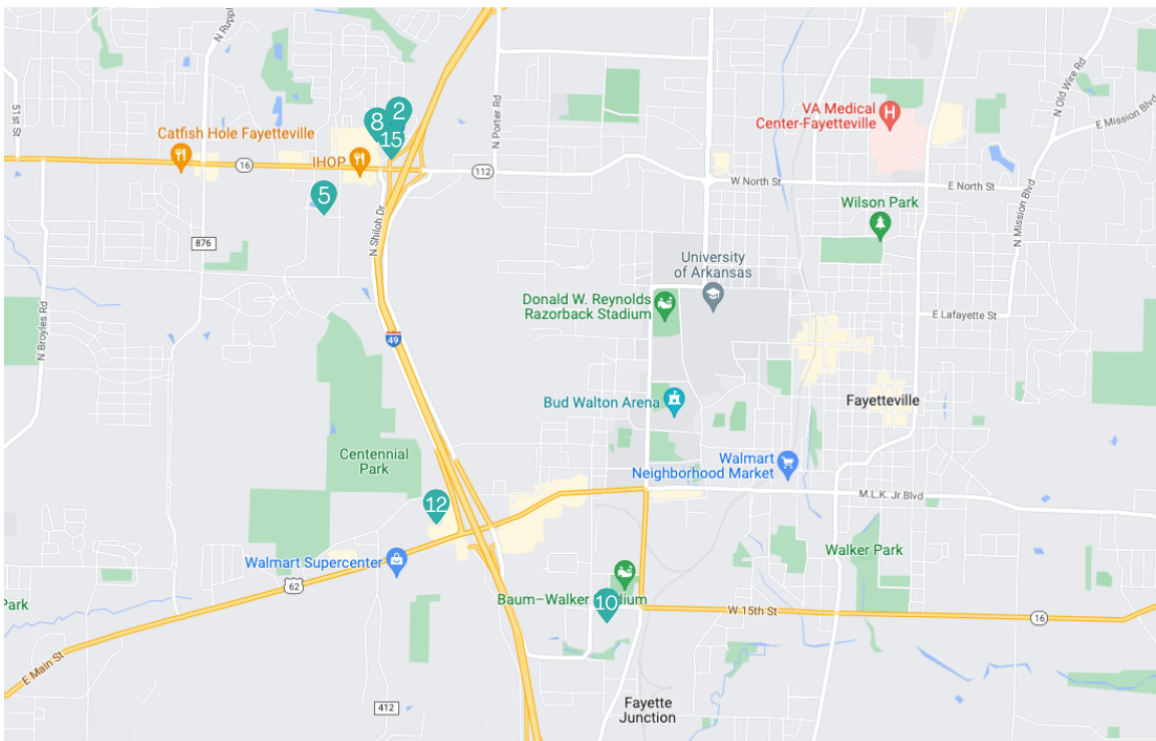 N Ruppl
51st St
8
2
15
Catfish Hole Fayetteville
IHOP
16
N Porter Rd
112
VA Medical
Center-Fayetteville
N Old Wire Rd
E Mission Blvd
W North St
E North St
Wilson Park
N Mission Blvd
5
876
N Shiloh Dr
University
of Arkansas
Donald W. Reynolds
Razorback Stadium
E Lafayette St
N Broyles Rd
49
Bud Walton Arena
Fayetteville
Centennial
Park
Walmart
Neighborhood Market
M.L.K. Jr Blvd
12
Walmart Supercenter
62
Walker Park
Park
Baum–Walker
10
W 15th St
16
E Main St
412
Fayette
Junction